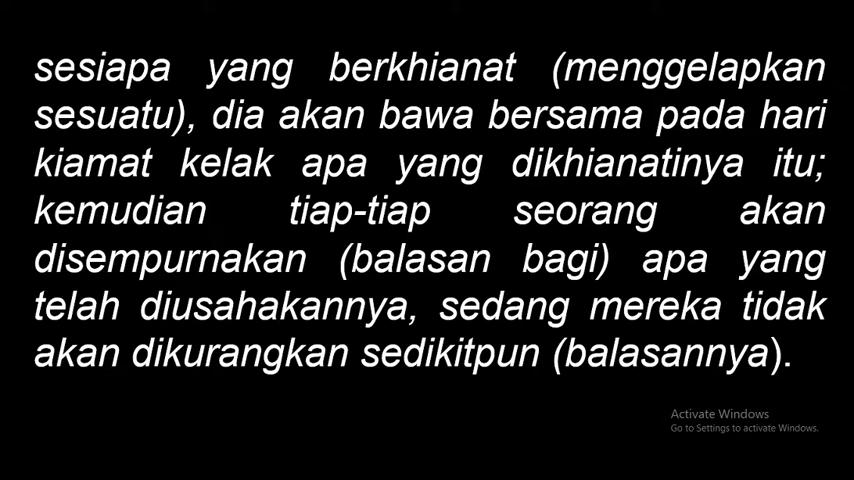 sesiapa yang berkhianat (menggelapkan
sesuatu), dia akan bawa bersama pada hari
kiamat kelak apa yang dikhianatinya itu;
kemudian tiap-tiap seorang akan
disempurnakan (balasan bagi) apa yang
telah diusahakannya, sedang mereka tidak
akan dikurangkan sedikitpun (balasannya).
Activate Windows
Go to Settings to activate Windows.